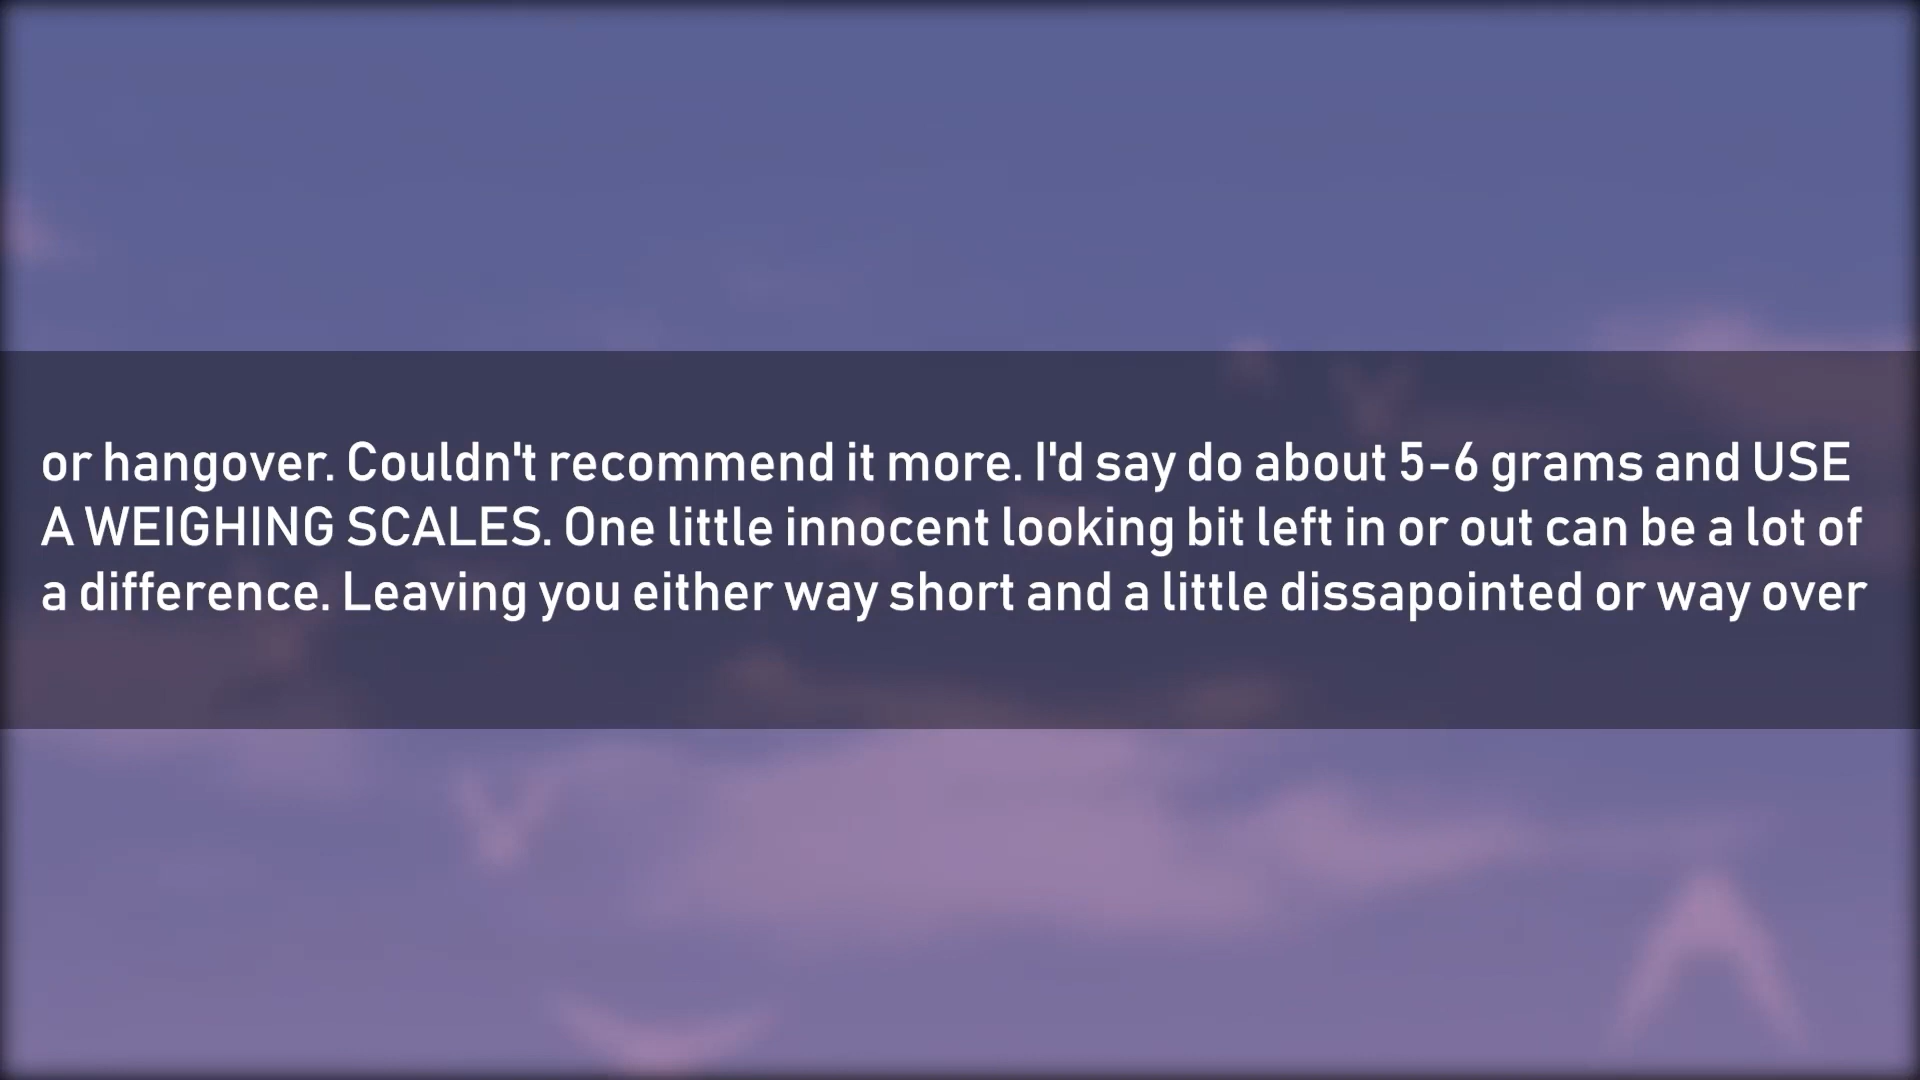 or hangover. Couldn't recommend it more. I'd say do about 5-6 grams and USE
A WEIGHING SCALES. One little innocent looking bit left in or out can be a lot of
a difference. Leaving you either way short and a little dissapointed or way over